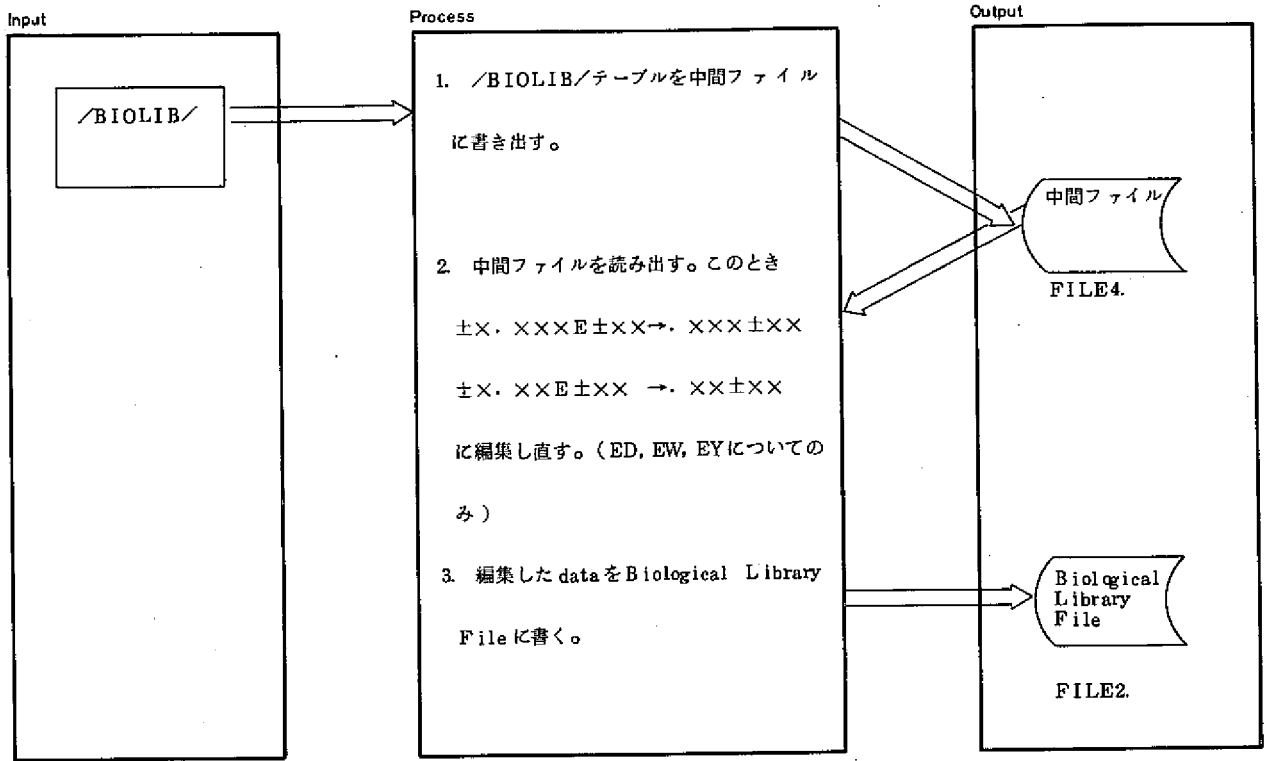 Input
/BIOLIB/
Process
1. /BIOLIB/テーブルを中間ファイル
に書き出す。
2. 中間ファイルを読み出す。このとき
±×. ×××E±××→. ×××±××
±×. ××E±×× →. ××±××
に編集し直す。(ED, EW, EYについての
み)
3. 編集したdataをBiological Library
Fileに書く。
Output
中間ファイル
FILE4.
Biological
Library
File
FILE2.